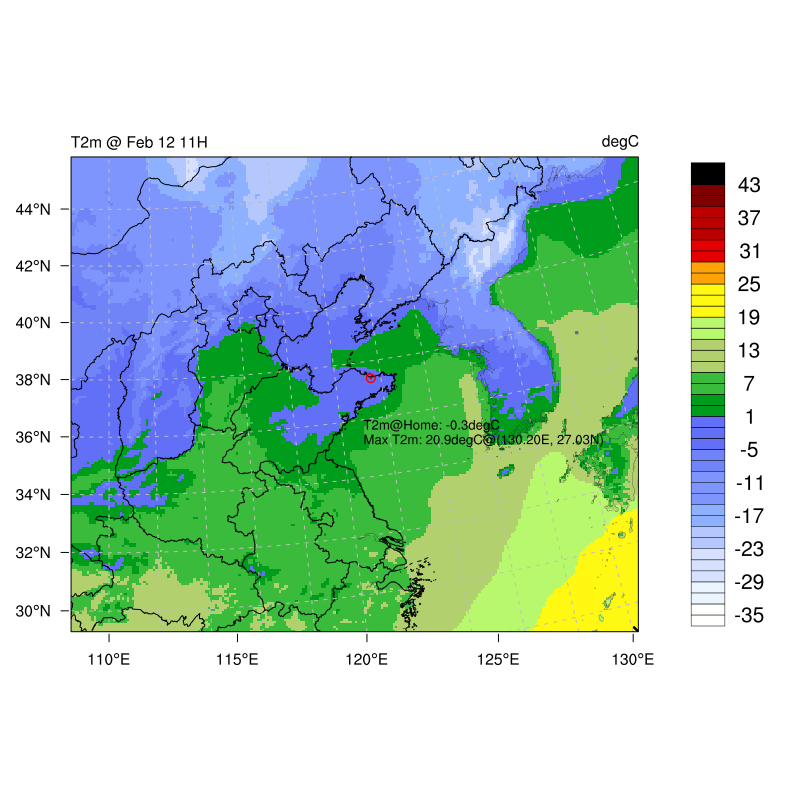 T2m @ Feb 12 11H
degC
44°N
42°N
40°N
38°N
36°N
34°N
32°N
30°N
110°E
115°E
120°E
125°E
130°E
T2m@Home: -0.3degC
Max T2m: 20.9degC@(130.20E, 27.03N)
43
37
31
25
19
13
7
1
-5
-11
-17
-23
-29
-35